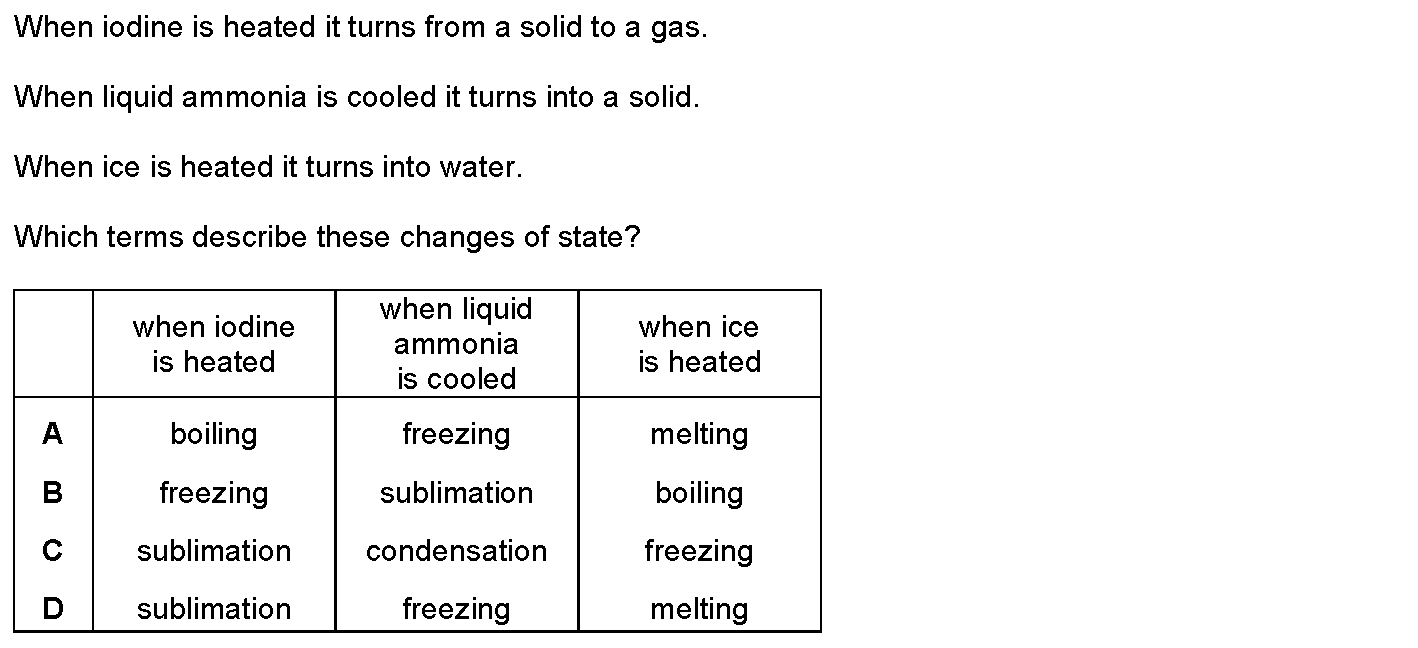 When iodine is heated it turns from a solid to a gas.
When liquid ammonia is cooled it turns into a solid.
When ice is heated it turns into water.
Which terms describe these changes of state?
when iodine
is heated
when liquid
ammonia
is cooled
when ice
is heated
A boiling freezing melting
B freezing sublimation boiling
C sublimation condensation freezing
D sublimation freezing melting